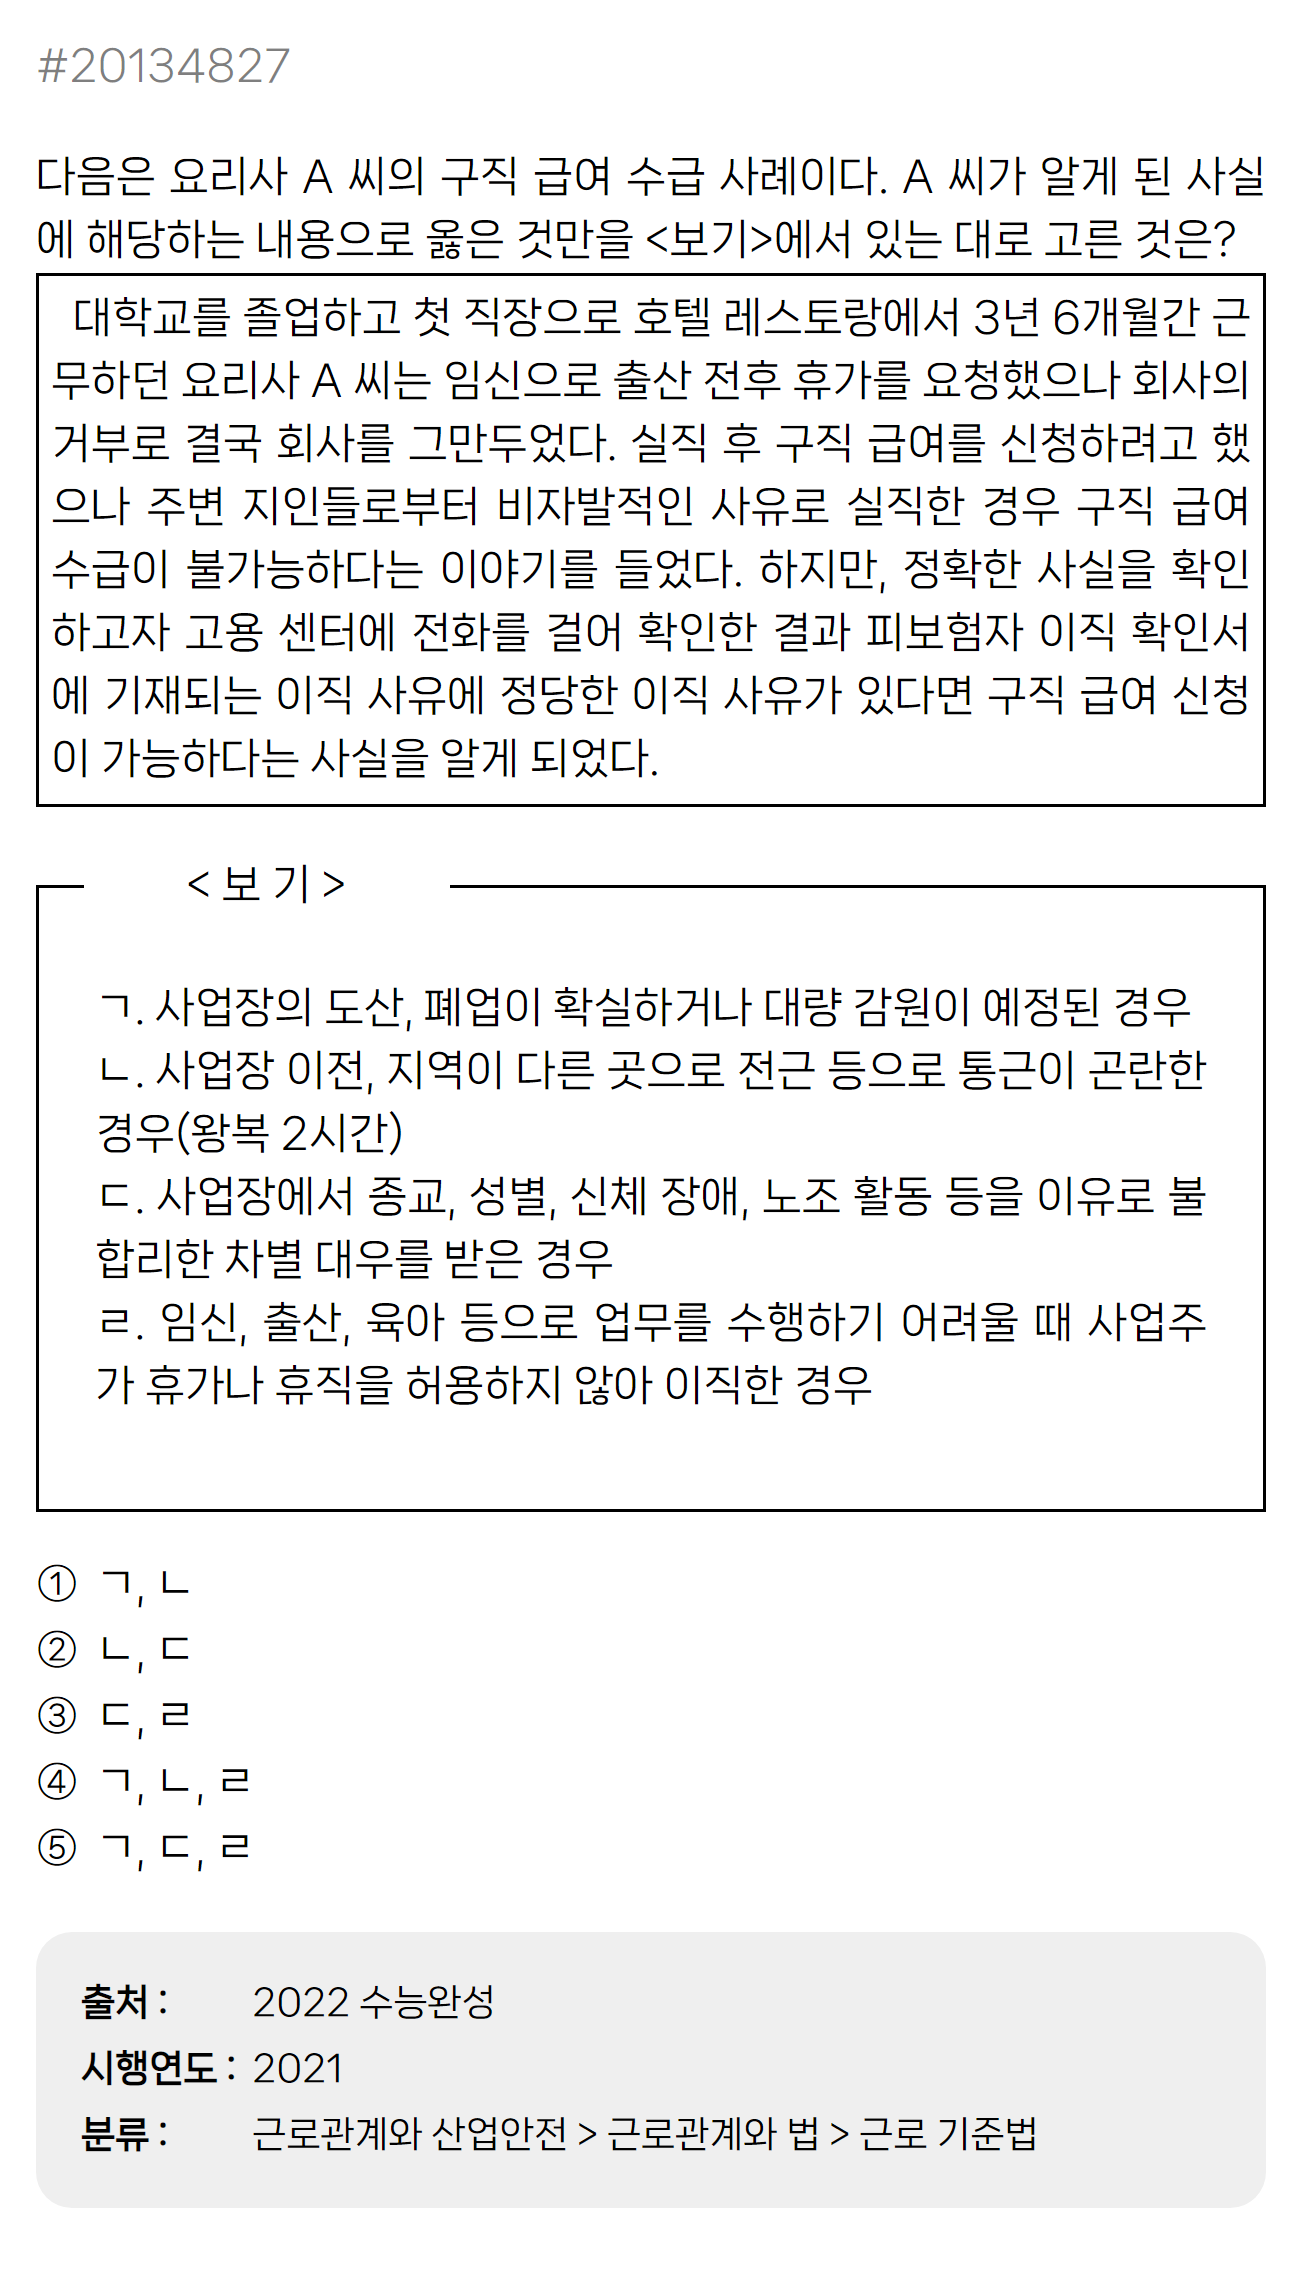 #20134827
다음은 요리사 A 씨의 구직 급여 수급 사례이다. A 씨가 알게 된 사실
에 해당하는 내용으로 옳은 것만을 <보기>에서 있는 대로 고른 것은?
대학교를 졸업하고 첫 직장으로 호텔 레스토랑에서 3년 6개월간 근
무하던 요리사 A 씨는 임신으로 출산 전후 휴가를 요청했으나 회사의
거부로 결국 회사를 그만두었다. 실직 후 구직 급여를 신청하려고 했
으나 주변 지인들로부터 비자발적인 사유로 실직한 경우 구직 급여
수급이 불가능하다는 이야기를 들었다. 하지만, 정확한 사실을 확인
하고자 고용 센터에 전화를 걸어 확인한 결과 피보험자 이직 확인서
에 기재되는 이직 사유에 정당한 이직 사유가 있다면 구직 급여 신청
이 가능하다는 사실을 알게 되었다.
< 보 기 >
ㄱ. 사업장의 도산, 폐업이 확실하거나 대량 감원이 예정된 경우
ㄴ. 사업장 이전, 지역이 다른 곳으로 전근 등으로 통근이 곤란한
경우(왕복 2시간)
ㄷ. 사업장에서 종교, 성별, 신체 장애, 노조 활동 등을 이유로 불
합리한 차별 대우를 받은 경우
ㄹ. 임신, 출산, 육아 등으로 업무를 수행하기 어려울 때 사업주
가 휴가나 휴직을 허용하지 않아 이직한 경우
① ㄱ, ㄴ
② ㄴ, ㄷ
③ ㄷ, ㄹ
④ ㄱ, ㄴ, ㄹ
⑤ ㄱ, ㄷ, ㄹ
출처 : 2022 수능완성
시행연도 : 2021
분류 : 근로관계와 산업안전 > 근로관계와 법 > 근로 기준법